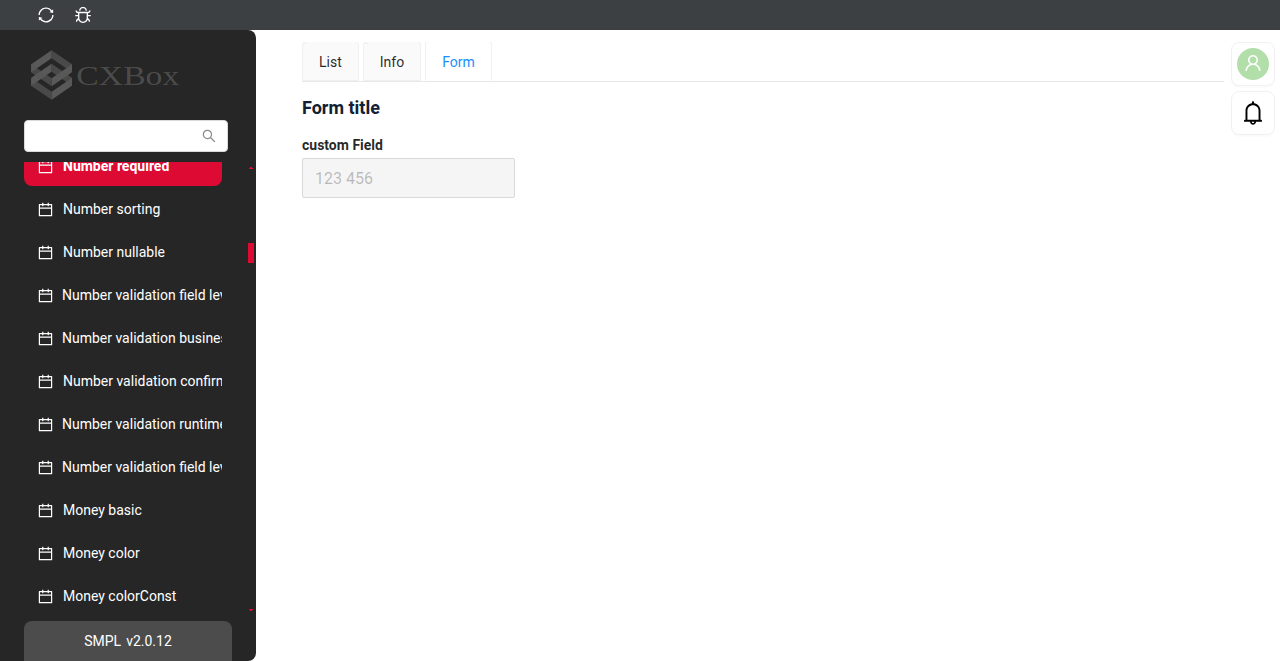 CXBox
Number required
Number sorting
Number nullable
Number validation field lev
Number validation busine
Number validation confirn
Number validation runtime
Number validation field lev
Money basic
Money color
Money colorConst
SMPL v2.0.12
List Info Form
Form title
custom Field
123 456